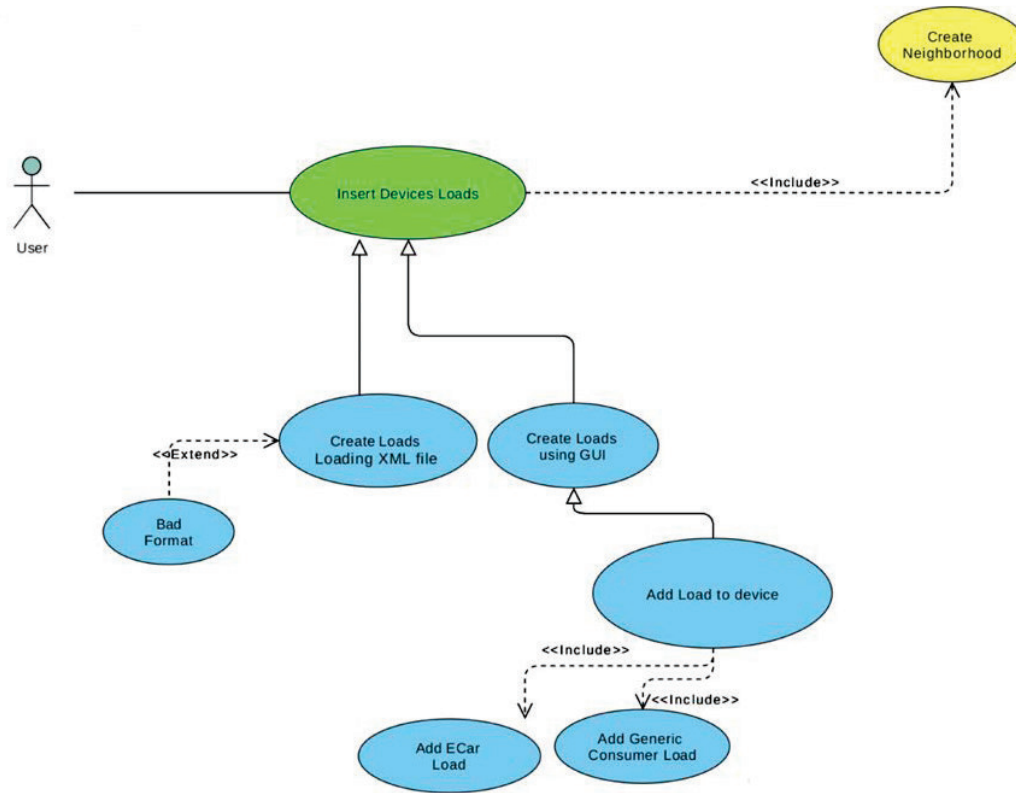 Create
Neighborhood
Insert Devices Loads
<<Include>>
User
Create Loads
Loading XML file
Create Loads
using GUI
<<Extend>>
Bad
Format
Add Load to device
<<Include>>
<<Include>>
Add ECar
Load
Add Generic
Consumer Load